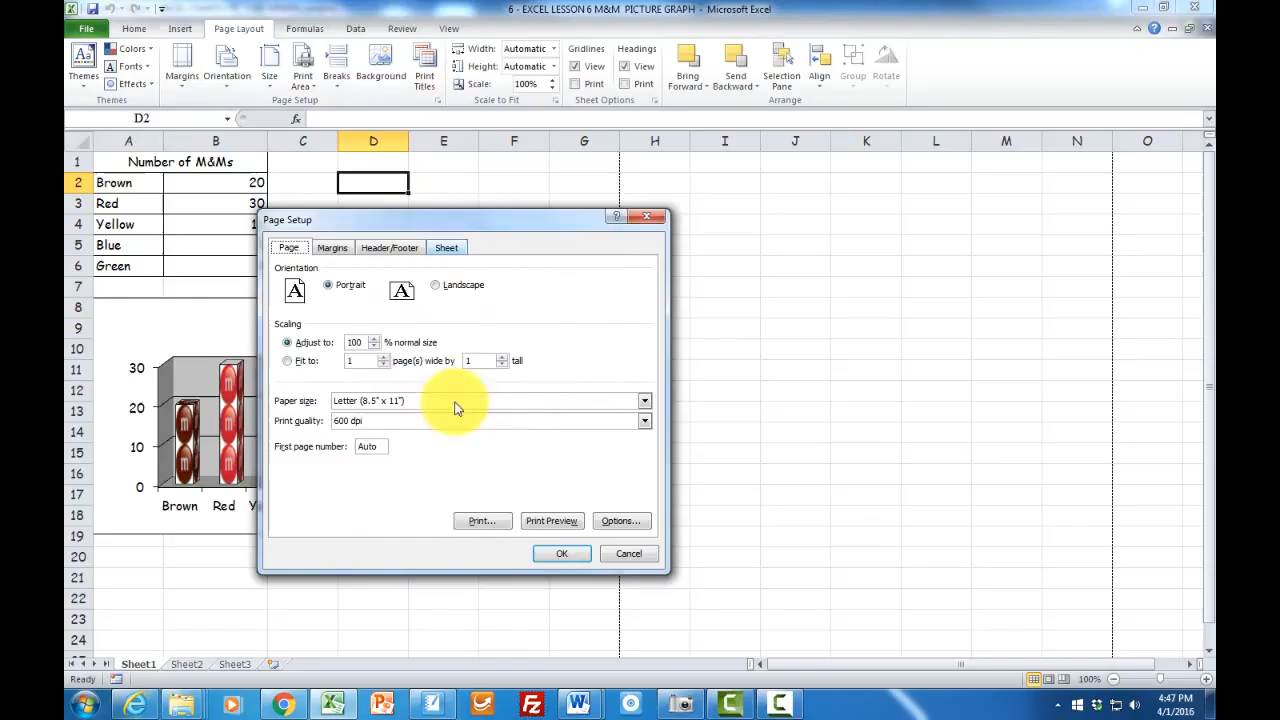 6 - EXCEL LESSON 6 M&M PICTURE GRAPH - Microsoft Excel
File Home Insert Page Layout Formulas Data Review View
Colors Width: Automatic Gridlines Headings
Fonts Height: Automatic View View
Themes Effects Margins Orientation Size Print Area Breaks Background Print Titles Scale: 100% Print Print Bring Forward Send Backward Selection Pane Align Group Rotate
Themes Page Setup Scale to Fit Sheet Options Arrange
D2 fx
A B C D E F G H I J K L M N O
1 Number of M&Ms
2 Brown 20
3 Red 30
4 Yellow 1
5 Blue
6 Green
7
8
9
10
11
12
13
14
15
16
17
18
19
20
21
22
23
24
30
20
10
0
Brown Red Y
m m m m m
Page Setup
Page Margins Header/Footer Sheet
Orientation
A Portrait A Landscape
Scaling
Adjust to: 100 % normal size
Fit to: 1 page(s) wide by 1 tall
Paper size: Letter (8.5" x 11")
Print quality: 600 dpi
First page number: Auto
Print... Print Preview Options...
OK Cancel
Sheet1 Sheet2 Sheet3
Ready 100%
4:47 PM
4/1/2016